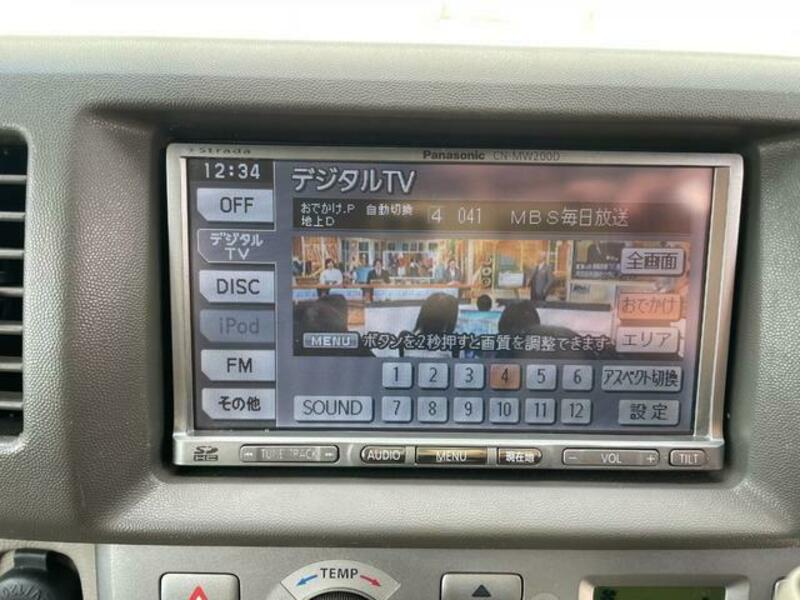 strada
Panasonic CN-MW200D
12:34
デジタルTV
OFF
おでかけ.P 自動切換
地上D
4 041 MBS毎日放送
デジタル
TV
全画面
DISC
おでかけ
iPod
エリア
MENU ボタンを2秒押すと画質を調整できます
FM
1 2 3 4 5 6 アスペクト切換
その他
SOUND 7 8 9 10 11 12 設定
SD
HC
TUNE TRACK
AUDIO
MENU
現在地
− VOL +
TILT
TEMP